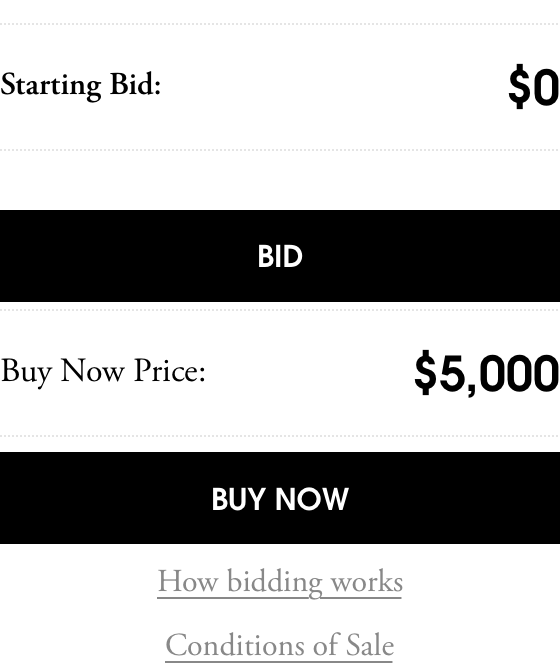 Starting Bid: $0
BID
Buy Now Price: $5,000
BUY NOW
How bidding works
Conditions of Sale